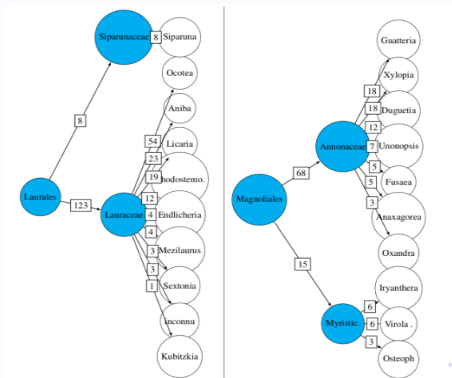 Siparunaceae
8
Siparuna
Ocotea
Aniba
Licaria
hodostemo.
Endlicheria
Mezilaurus
Sextonia
inconnu
Kubitzkia
8
54
23
19
12
4
4
3
3
1
Laurales
123
Lauraceae
Guatteria
Xylopia
Duguetia
Unonopsis
Fusaea
Anaxagorea
Oxandra
18
18
12
7
5
5
3
Annonaceae
68
Magnoliales
15
Iryanthera
Virola .
Osteoph
6
6
3
Myristic.